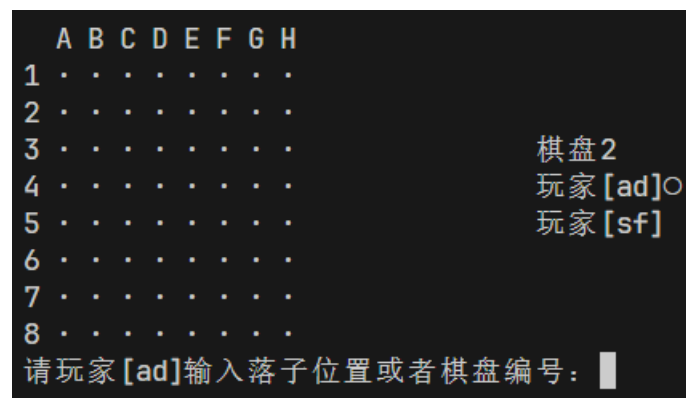 A B C D E F G H
1 · · · · · · · ·
2 · · · · · · · ·
3 · · · · · · · · 棋盘2
4 · · · · · · · · 玩家[ad]○
5 · · · · · · · · 玩家[sf]
6 · · · · · · · ·
7 · · · · · · · ·
8 · · · · · · · ·
请玩家[ad]输入落子位置或者棋盘编号：